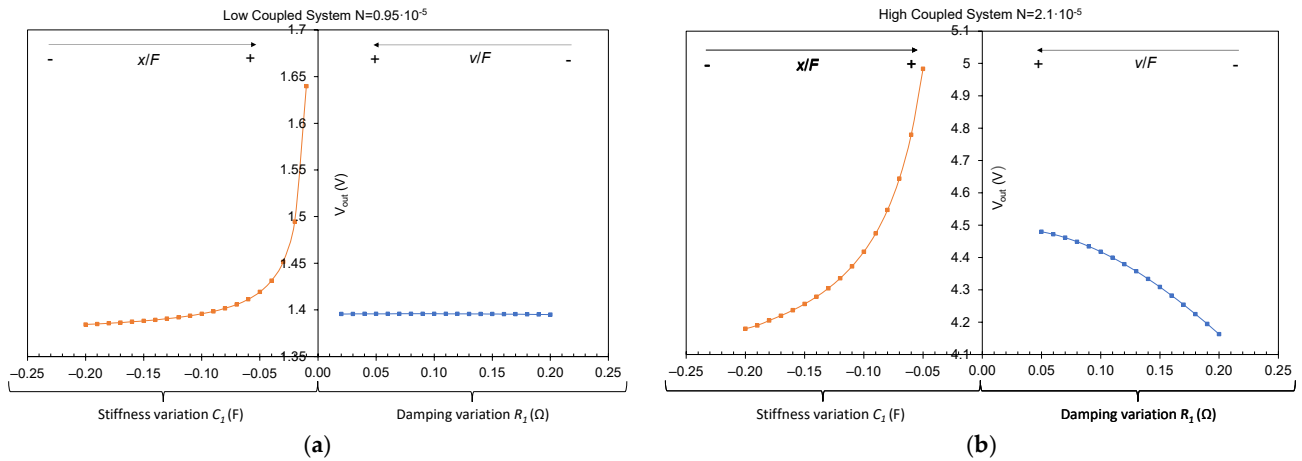 Low Coupled System N=0.95·10-5
1.7
1.65
1.6
1.55
1.5
1.45
1.4
1.35
- x/F +
+ v/F -
Vout (V)
–0.25 –0.20 –0.15 –0.10 –0.05 0.00 0.05 0.10 0.15 0.20 0.25
Stiffness variation C1 (F) Damping variation R1 (Ω)
(a)
High Coupled System N=2.1·10-5
5.1
5
4.9
4.8
4.7
4.6
4.5
4.4
4.3
4.2
4.1
- x/F +
+ v/F -
Vout (V)
–0.25 –0.20 –0.15 –0.10 –0.05 0.00 0.05 0.10 0.15 0.20 0.25
Stiffness variation C1 (F) Damping variation R1 (Ω)
(b)